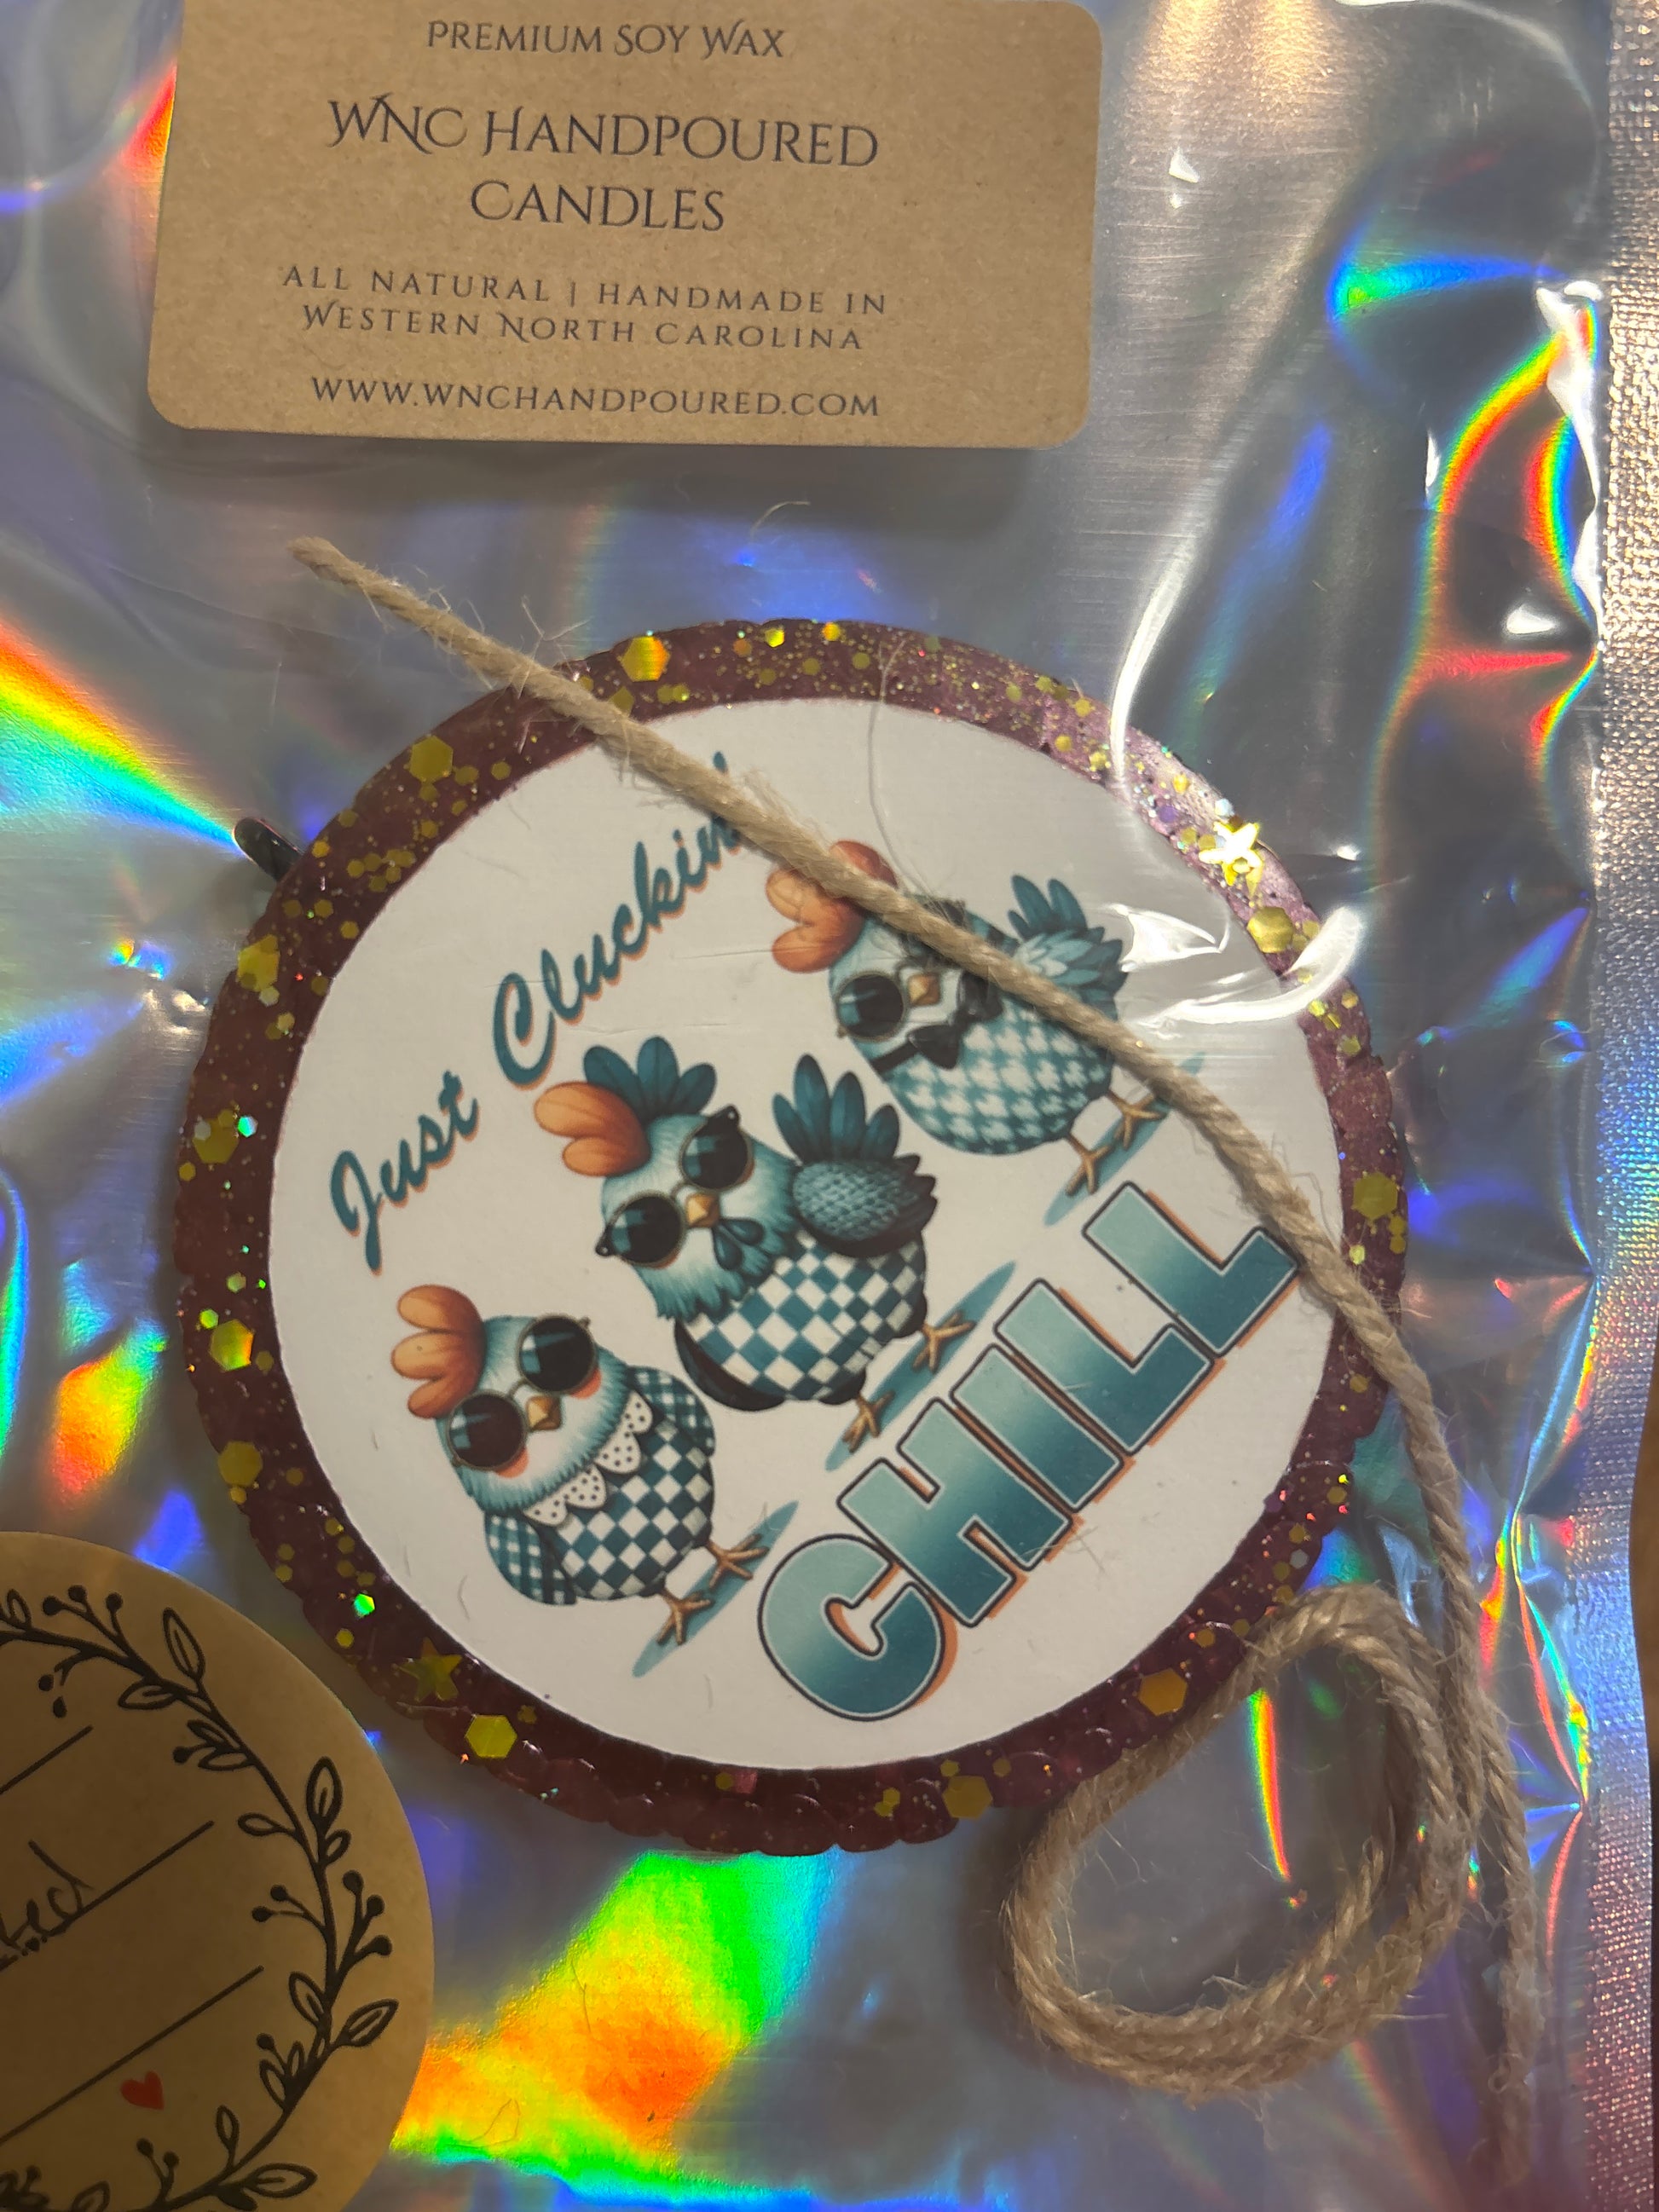 PREMIUM SOY WAX
WNC HANDPOURED
CANDLES
ALL NATURAL | HANDMADE IN
WESTERN NORTH CAROLINA
WWW.WNCHANDPOURED.COM
Just Cluckin'
CHILL